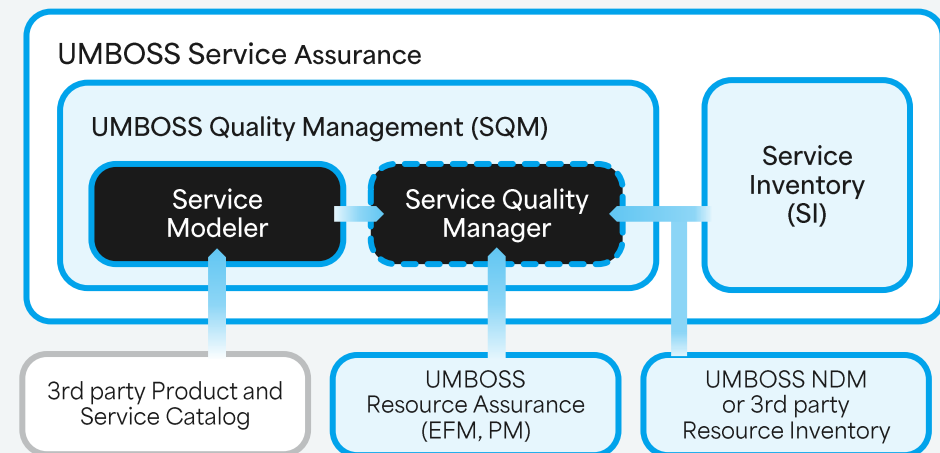 UMBOSS Service Assurance
UMBOSS Quality Management (SQM)
Service
Modeler
Service Quality
Manager
Service
Inventory
(SI)
3rd party Product and
Service Catalog
UMBOSS
Resource Assurance
(EFM, PM)
UMBOSS NDM
or 3rd party
Resource Inventory